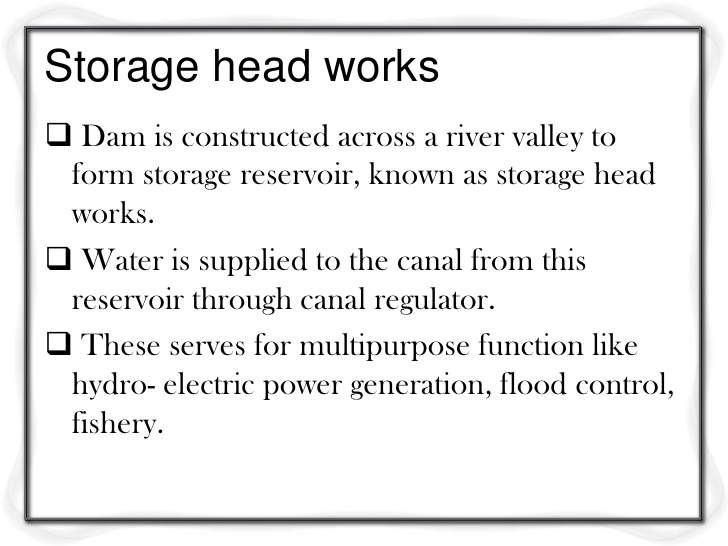 Storage head works
❑ Dam is constructed across a river valley to
form storage reservoir, known as storage head
works.
❑ Water is supplied to the canal from this
reservoir through canal regulator.
❑ These serves for multipurpose function like
hydro- electric power generation, flood control,
fishery.